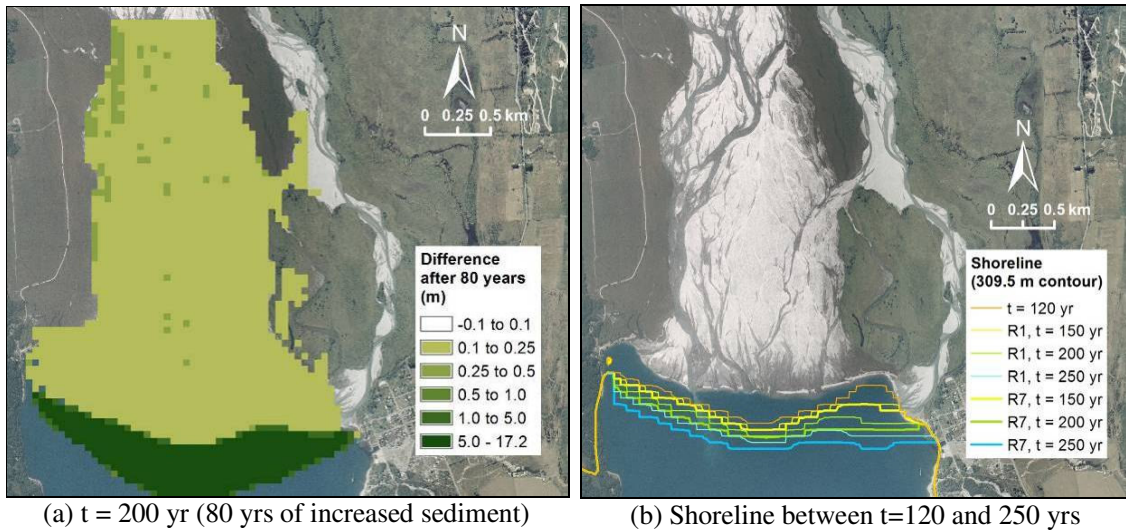 N
0 0.25 0.5 km
Difference
after 80 years
(m)
-0.1 to 0.1
0.1 to 0.25
0.25 to 0.5
0.5 to 1.0
1.0 to 5.0
5.0 - 17.2
(a) t = 200 yr (80 yrs of increased sediment)
N
0 0.25 0.5 km
Shoreline
(309.5 m contour)
t = 120 yr
R1, t = 150 yr
R1, t = 200 yr
R1, t = 250 yr
R7, t = 150 yr
R7, t = 200 yr
R7, t = 250 yr
(b) Shoreline between t=120 and 250 yrs